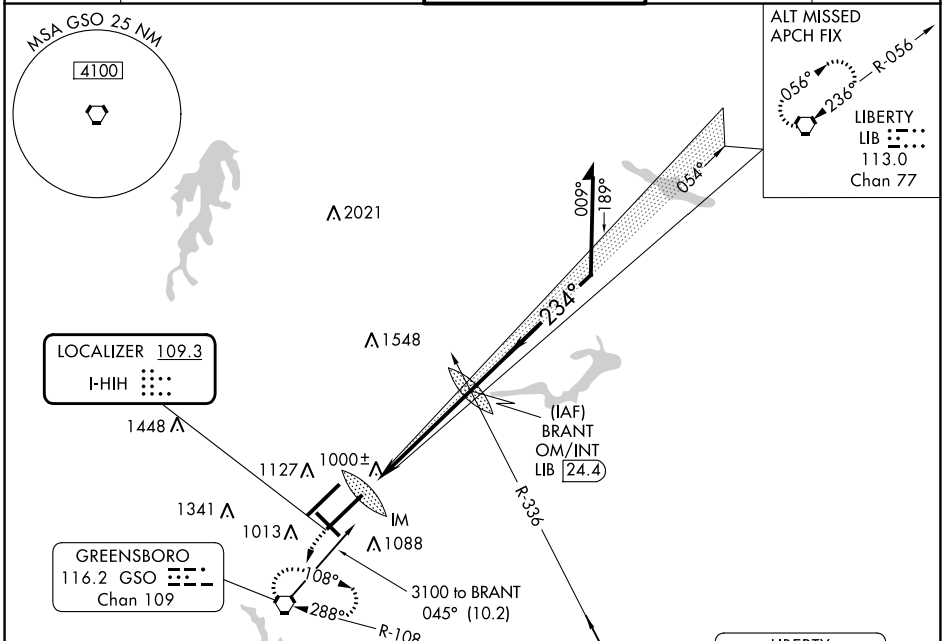 MSA GSO 25 NM
4100
ALT MISSED
APCH FIX
R-056
056°
236°
LIBERTY
LIB
113.0
Chan 77
054°
009°
189°
2021
234°
1548
LOCALIZER 109.3
I-HIH
1448
(IAF)
BRANT
OM/INT
LIB 24.4
1127
1000±
R-336
1341
1013
IM
1088
GREENSBORO
116.2 GSO
Chan 109
108°
288°
R-108
3100 to BRANT
045° (10.2)
LIBERTY